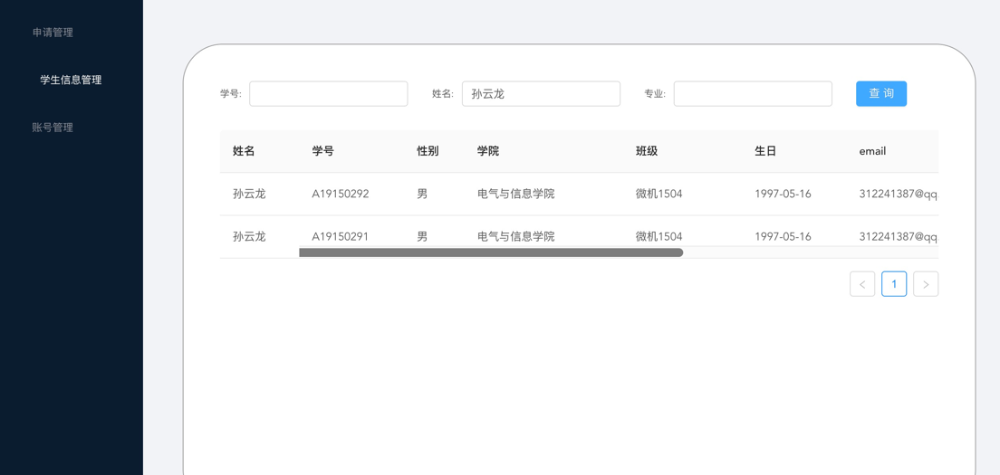 申请管理
学生信息管理
账号管理
学号:
姓名: 孙云龙
专业:
查 询
姓名 学号 性别 学院 班级 生日 email
孙云龙 A19150292 男 电气与信息学院 微机1504 1997-05-16 312241387@qq.
孙云龙 A19150291 男 电气与信息学院 微机1504 1997-05-16 312241387@qq.
< 1 >